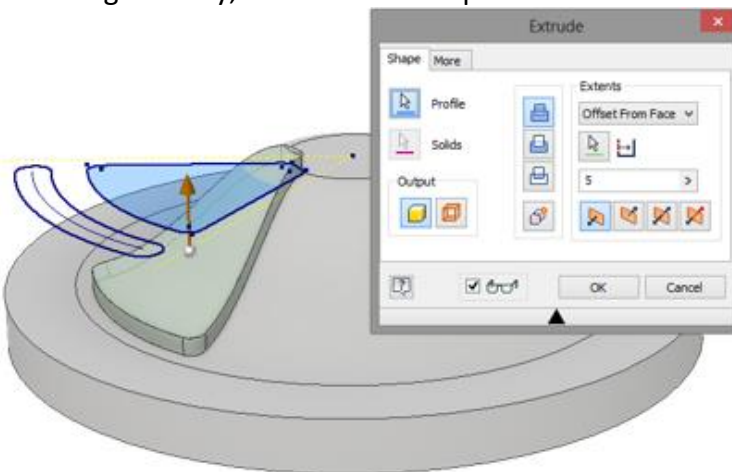 Extrude
Shape More
Extents
Profile
Offset From Face
Solids
Output
5
OK Cancel